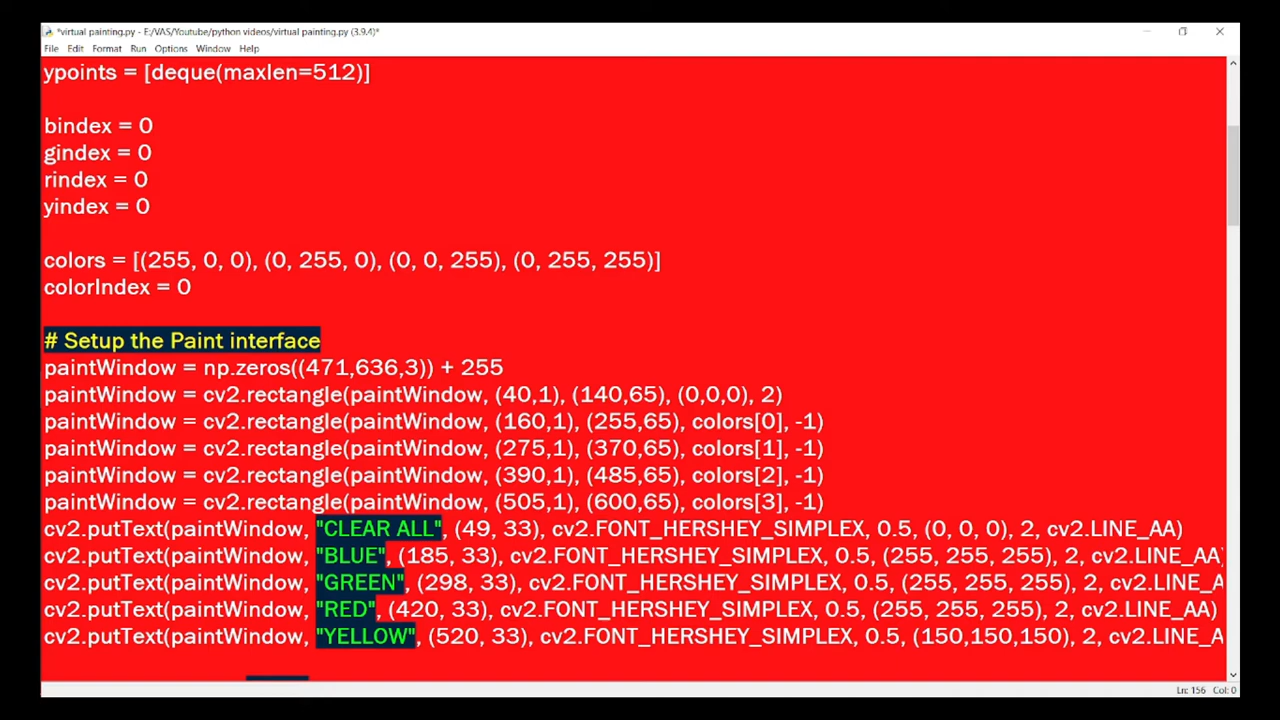 *virtual painting.py - E:/VAS/Youtube/python videos/virtual painting.py (3.9.4)*
File Edit Format Run Options Window Help
ypoints = [deque(maxlen=512)]
bindex = 0
gindex = 0
rindex = 0
yindex = 0
colors = [(255, 0, 0), (0, 255, 0), (0, 0, 255), (0, 255, 255)]
colorIndex = 0
# Setup the Paint interface
paintWindow = np.zeros((471,636,3)) + 255
paintWindow = cv2.rectangle(paintWindow, (40,1), (140,65), (0,0,0), 2)
paintWindow = cv2.rectangle(paintWindow, (160,1), (255,65), colors[0], -1)
paintWindow = cv2.rectangle(paintWindow, (275,1), (370,65), colors[1], -1)
paintWindow = cv2.rectangle(paintWindow, (390,1), (485,65), colors[2], -1)
paintWindow = cv2.rectangle(paintWindow, (505,1), (600,65), colors[3], -1)
cv2.putText(paintWindow, "CLEAR ALL", (49, 33), cv2.FONT_HERSHEY_SIMPLEX, 0.5, (0, 0, 0), 2, cv2.LINE_AA)
cv2.putText(paintWindow, "BLUE", (185, 33), cv2.FONT_HERSHEY_SIMPLEX, 0.5, (255, 255, 255), 2, cv2.LINE_AA)
cv2.putText(paintWindow, "GREEN", (298, 33), cv2.FONT_HERSHEY_SIMPLEX, 0.5, (255, 255, 255), 2, cv2.LINE_A
cv2.putText(paintWindow, "RED", (420, 33), cv2.FONT_HERSHEY_SIMPLEX, 0.5, (255, 255, 255), 2, cv2.LINE_AA)
cv2.putText(paintWindow, "YELLOW", (520, 33), cv2.FONT_HERSHEY_SIMPLEX, 0.5, (150,150,150), 2, cv2.LINE_A
Ln: 156 Col: 0